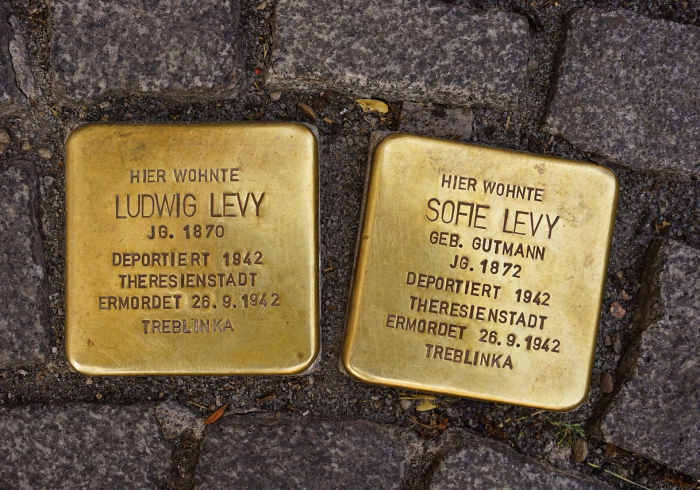 HIER WOHNTE
LUDWIG LEVY
JG. 1870
DEPORTIERT 1942
THERESIENSTADT
ERMORDET 26.9.1942
TREBLINKA
HIER WOHNTE
SOFIE LEVY
GEB. GUTMANN
JG. 1872
DEPORTIERT 1942
THERESIENSTADT
ERMORDET 26.9.1942
TREBLINKA